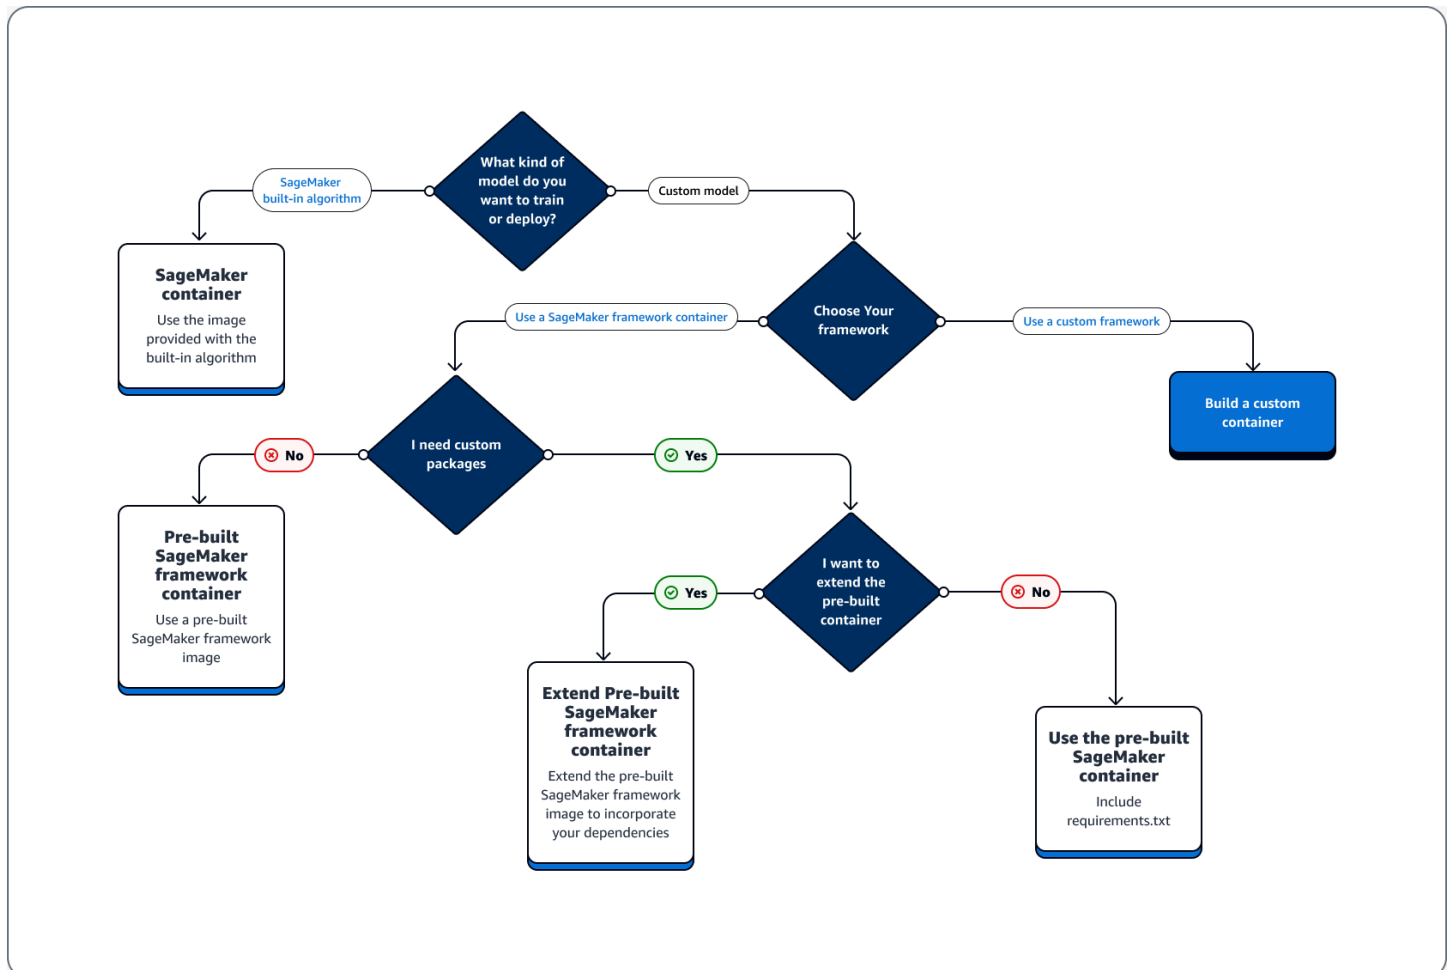 What kind of
model do you
want to train
or deploy?
SageMaker
built-in algorithm
Custom model
SageMaker
container
Use the image
provided with the
built-in algorithm
Choose Your
framework
Use a SageMaker framework container
Use a custom framework
Build a custom
container
I need custom
packages
No
Yes
Pre-built
SageMaker
framework
container
Use a pre-built
SageMaker framework
image
I want to
extend the
pre-built
container
Yes
No
Extend Pre-built
SageMaker
framework
container
Extend the pre-built
SageMaker framework
image to incorporate
your dependencies
Use the pre-built
SageMaker
container
Include
requirements.txt